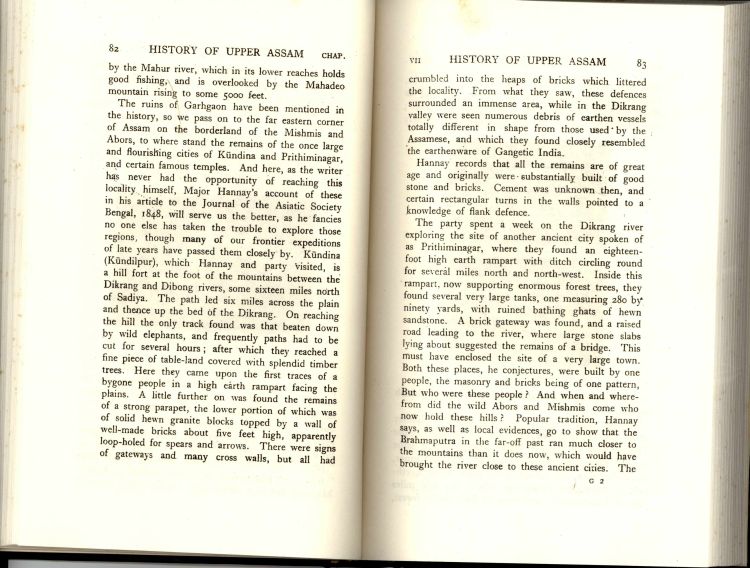 82 HISTORY OF UPPER ASSAM CHAP.
by the Mahur river, which in its lower reaches holds
good fishing, and is overlooked by the Mahadeo
mountain rising to some 5000 feet.
The ruins of Garhgaon have been mentioned in
the history, so we pass on to the far eastern corner
of Assam on the borderland of the Mishmis and
Abors, to where stand the remains of the once large
and flourishing cities of Kūndina and Prithiminagar,
and certain famous temples. And here, as the writer
has never had the opportunity of reaching this
locality himself, Major Hannay's account of these
in his article to the Journal of the Asiatic Society
Bengal, 1848, will serve us the better, as he fancies
no one else has taken the trouble to explore those
regions, though many of our frontier expeditions
of late years have passed them closely by. Kūndina
(Kūndilpur), which Hannay and party visited, is
a hill fort at the foot of the mountains between the
Dikrang and Dibong rivers, some sixteen miles north
of Sadiya. The path led six miles across the plain
and thence up the bed of the Dikrang. On reaching
the hill the only track found was that beaten down
by wild elephants, and frequently paths had to be
cut for several hours; after which they reached a
fine piece of table-land covered with splendid timber
trees. Here they came upon the first traces of a
bygone people in a high earth rampart facing the
plains. A little further on was found the remains
of a strong parapet, the lower portion of which was
of solid hewn granite blocks topped by a wall of
well-made bricks about five feet high, apparently
loop-holed for spears and arrows. There were signs
of gateways and many cross walls, but all had
VII HISTORY OF UPPER ASSAM 83
crumbled into the heaps of bricks which littered
the locality. From what they saw, these defences
surrounded an immense area, while in the Dikrang
valley were seen numerous debris of earthen vessels
totally different in shape from those used by the
Assamese, and which they found closely resembled
the earthenware of Gangetic India.
Hannay records that all the remains are of great
age and originally were substantially built of good
stone and bricks. Cement was unknown then, and
certain rectangular turns in the walls pointed to a
knowledge of flank defence.
The party spent a week on the Dikrang river
exploring the site of another ancient city spoken of
as Prithiminagar, where they found an eighteen-
foot high earth rampart with ditch circling round
for several miles north and north-west. Inside this
rampart, now supporting enormous forest trees, they
found several very large tanks, one measuring 280 by
ninety yards, with ruined bathing ghats of hewn
sandstone. A brick gateway was found, and a raised
road leading to the river, where large stone slabs
lying about suggested the remains of a bridge. This
must have enclosed the site of a very large town.
Both these places, he conjectures, were built by one
people, the masonry and bricks being of one pattern,
But who were these people? And when and where-
from did the wild Abors and Mishmis come who
now hold these hills? Popular tradition, Hannay
says, as well as local evidences, go to show that the
Brahmaputra in the far-off past ran much closer to
the mountains than it does now, which would have
brought the river close to these ancient cities. The
G 2